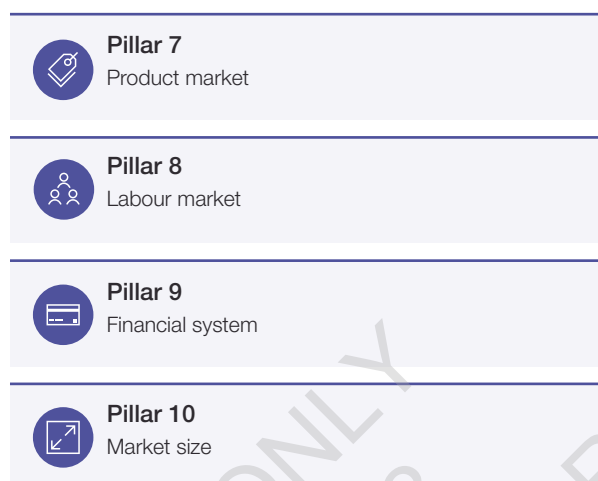 Pillar 7
Product market
Pillar 8
Labour market
Pillar 9
Financial system
Pillar 10
Market size
ONLY